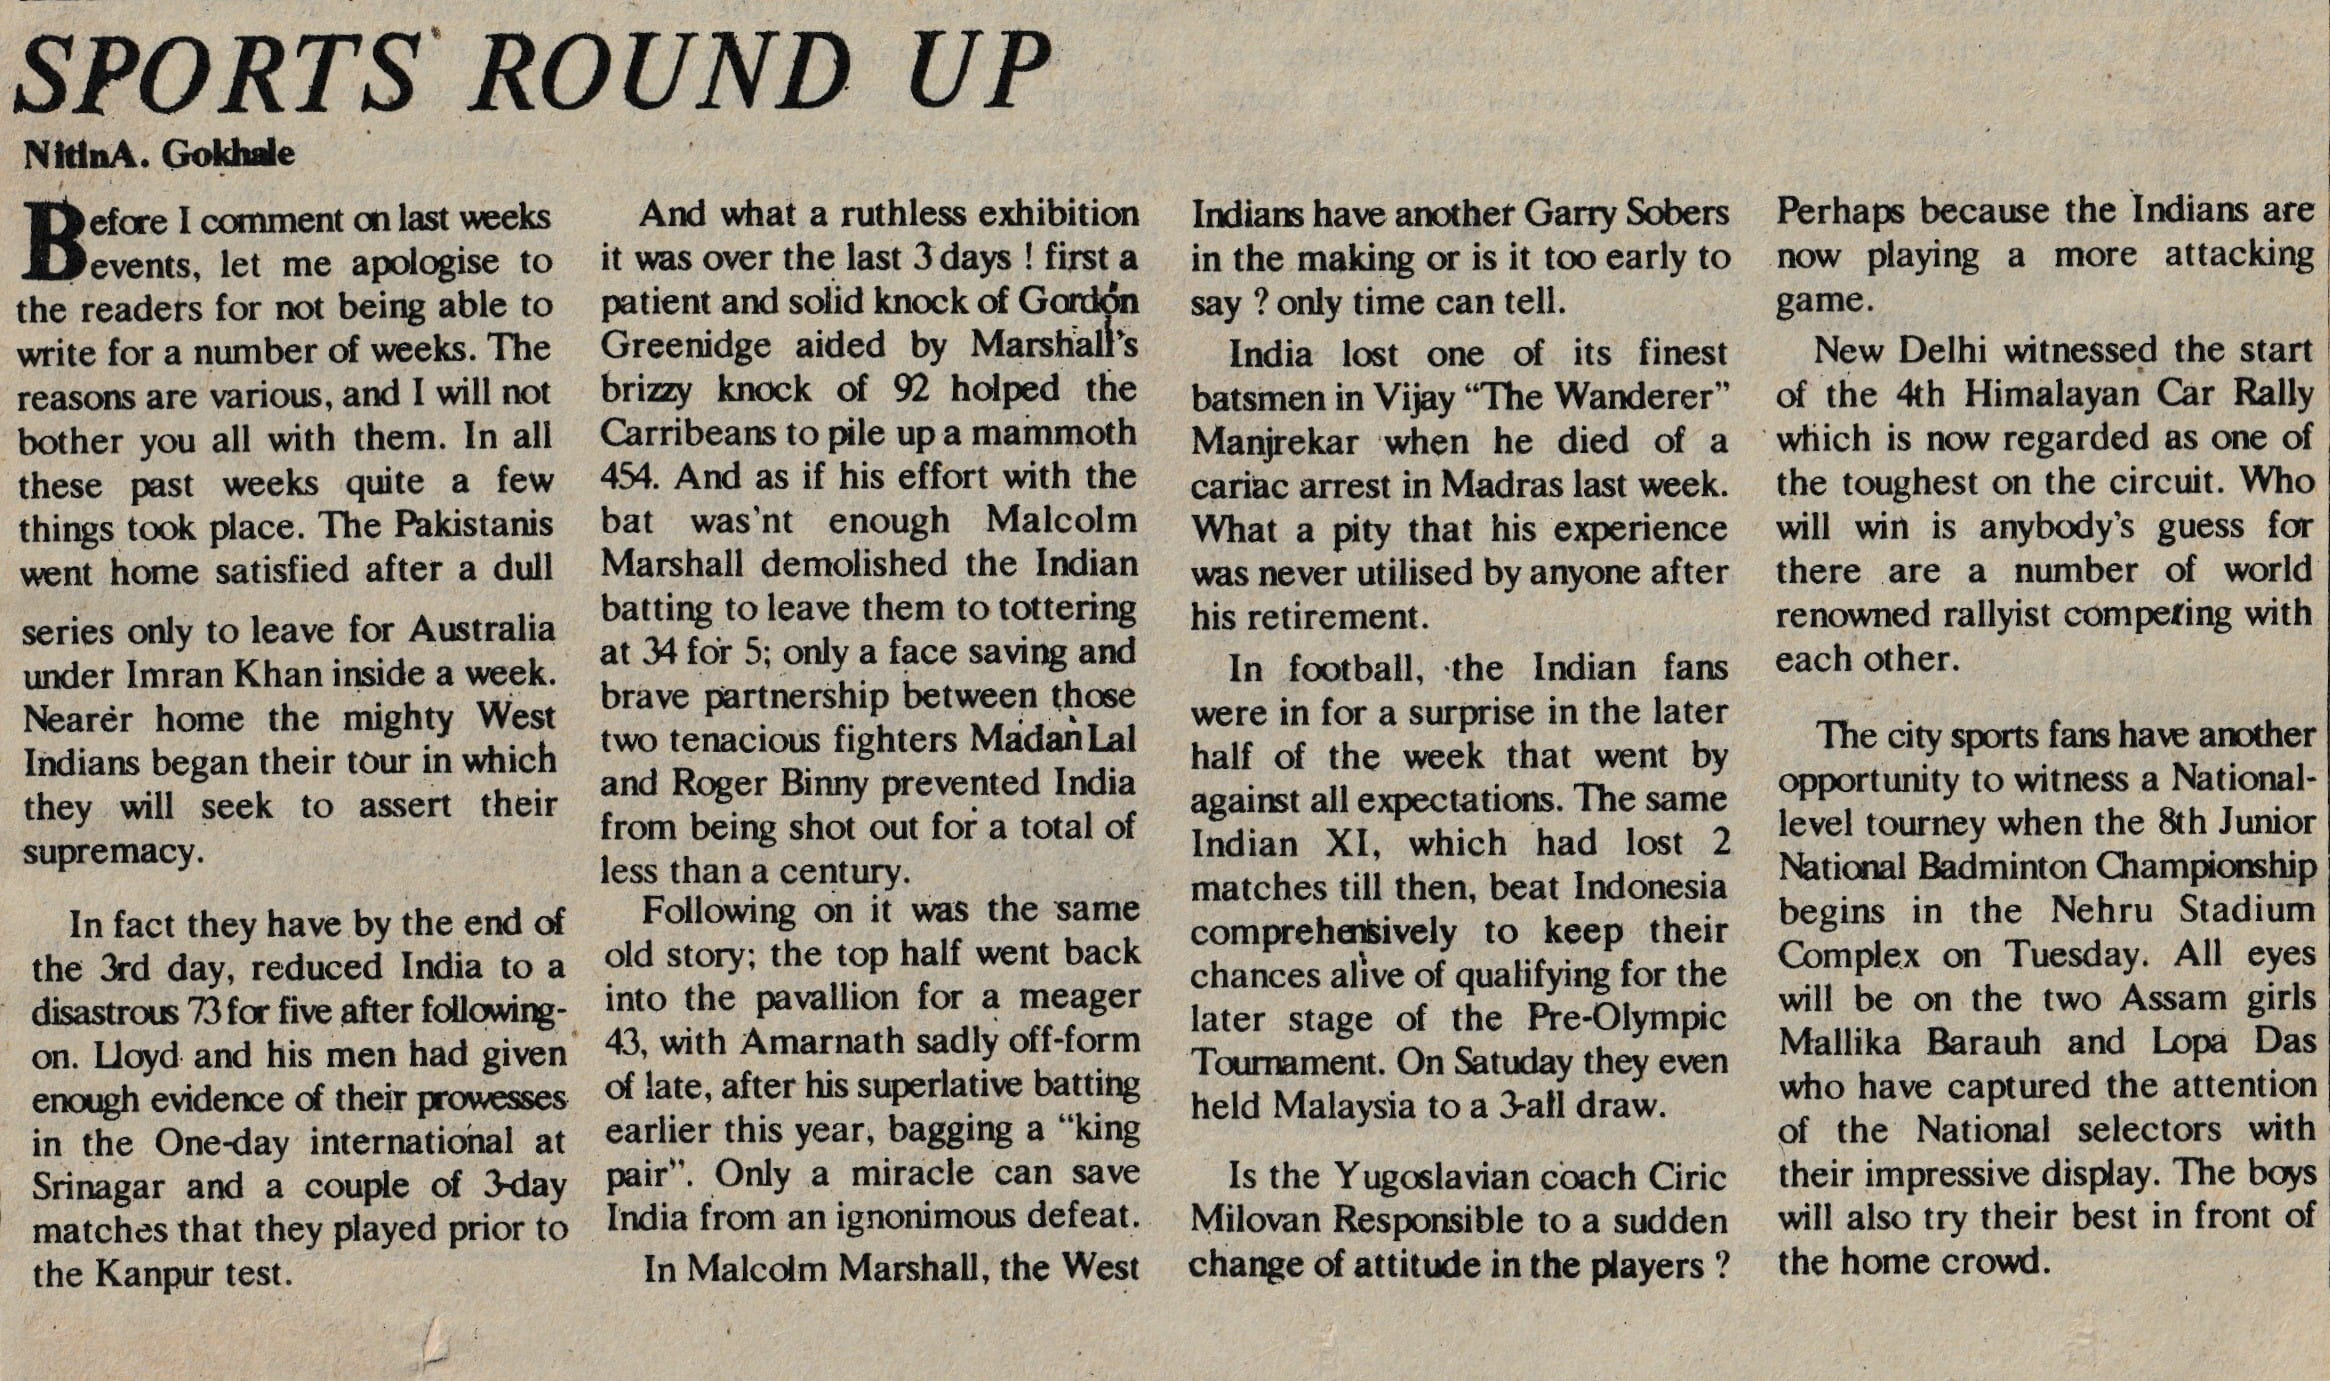 SPORTS ROUND UP
NitinA. Gokhale
Before I comment on last weeks
events, let me apologise to
the readers for not being able to
write for a number of weeks. The
reasons are various, and I will not
bother you all with them. In all
these past weeks quite a few
things took place. The Pakistanis
went home satisfied after a dull
series only to leave for Australia
under Imran Khan inside a week.
Nearer home the mighty West
Indians began their tour in which
they will seek to assert their
supremacy.
In fact they have by the end of
the 3rd day, reduced India to a
disastrous 73 for five after following-
on. Lloyd and his men had given
enough evidence of their prowesses
in the One-day international at
Srinagar and a couple of 3-day
matches that they played prior to
the Kanpur test.
And what a ruthless exhibition
it was over the last 3 days ! first a
patient and solid knock of Gordon
Greenidge aided by Marshall's
brizzy knock of 92 holped the
Carribeans to pile up a mammoth
454. And as if his effort with the
bat was'nt enough Malcolm
Marshall demolished the Indian
batting to leave them to tottering
at 34 for 5; only a face saving and
brave partnership between those
two tenacious fighters Madan Lal
and Roger Binny prevented India
from being shot out for a total of
less than a century.
Following on it was the same
old story; the top half went back
into the pavallion for a meager
43, with Amarnath sadly off-form
of late, after his superlative batting
earlier this year, bagging a “king
pair”. Only a miracle can save
India from an ignonimous defeat.
In Malcolm Marshall, the West
Indians have another Garry Sobers
in the making or is it too early to
say ? only time can tell.
India lost one of its finest
batsmen in Vijay “The Wanderer”
Manjrekar when he died of a
cariac arrest in Madras last week.
What a pity that his experience
was never utilised by anyone after
his retirement.
In football, the Indian fans
were in for a surprise in the later
half of the week that went by
against all expectations. The same
Indian XI, which had lost 2
matches till then, beat Indonesia
comprehensively to keep their
chances alive of qualifying for the
later stage of the Pre-Olympic
Tournament. On Satuday they even
held Malaysia to a 3-all draw.
Is the Yugoslavian coach Ciric
Milovan Responsible to a sudden
change of attitude in the players ?
Perhaps because the Indians are
now playing a more attacking
game.
New Delhi witnessed the start
of the 4th Himalayan Car Rally
which is now regarded as one of
the toughest on the circuit. Who
will win is anybody's guess for
there are a number of world
renowned rallyist competing with
each other.
The city sports fans have another
opportunity to witness a National-
level tourney when the 8th Junior
National Badminton Championship
begins in the Nehru Stadium
Complex on Tuesday. All eyes
will be on the two Assam girls
Mallika Barauh and Lopa Das
who have captured the attention
of the National selectors with
their impressive display. The boys
will also try their best in front of
the home crowd.